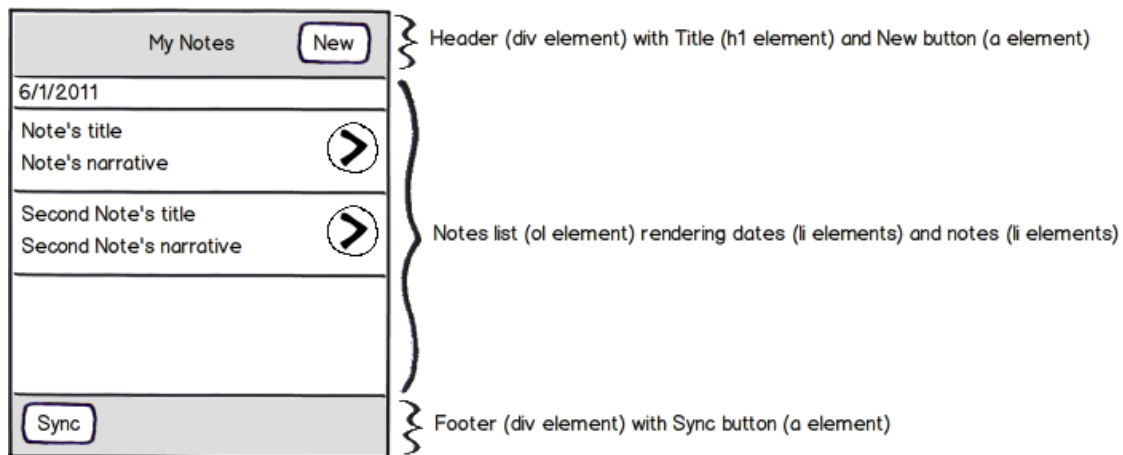 My Notes
New
Header (div element) with Title (h1 element) and New button (a element)
6/1/2011
Note's title
Note's narrative
Second Note's title
Second Note's narrative
Notes list (ol element) rendering dates (li elements) and notes (li elements)
Sync
Footer (div element) with Sync button (a element)